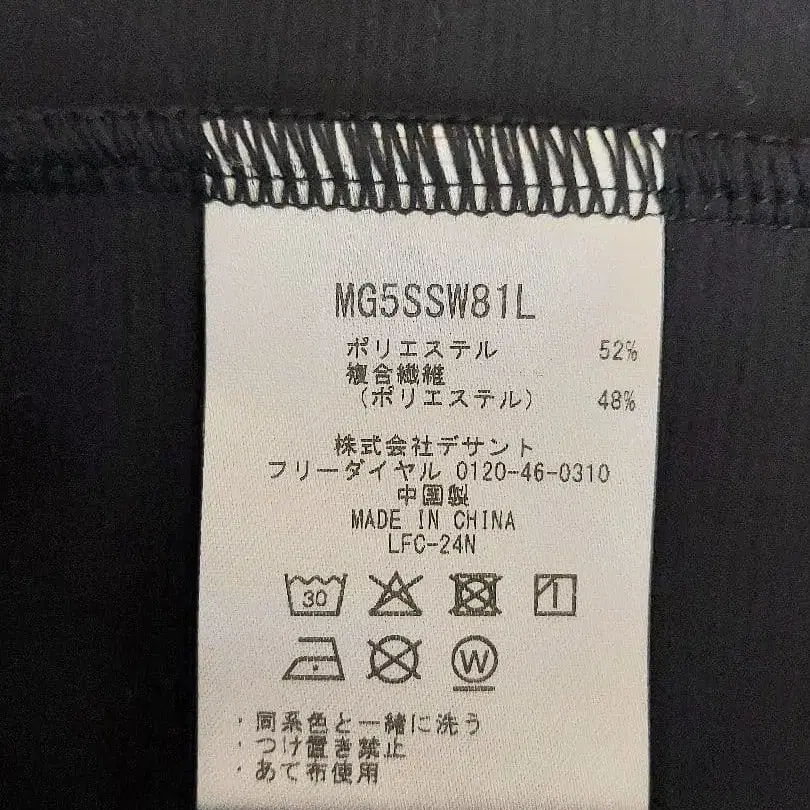 MG5SSW81L
ポリエステル 52%
複合繊維
（ポリエステル） 48%
株式会社デサント
フリーダイヤル 0120-46-0310
中国製
MADE IN CHINA
LFC-24N
30
W
・同系色と一緒に洗う
・つけ置き禁止
・あて布使用